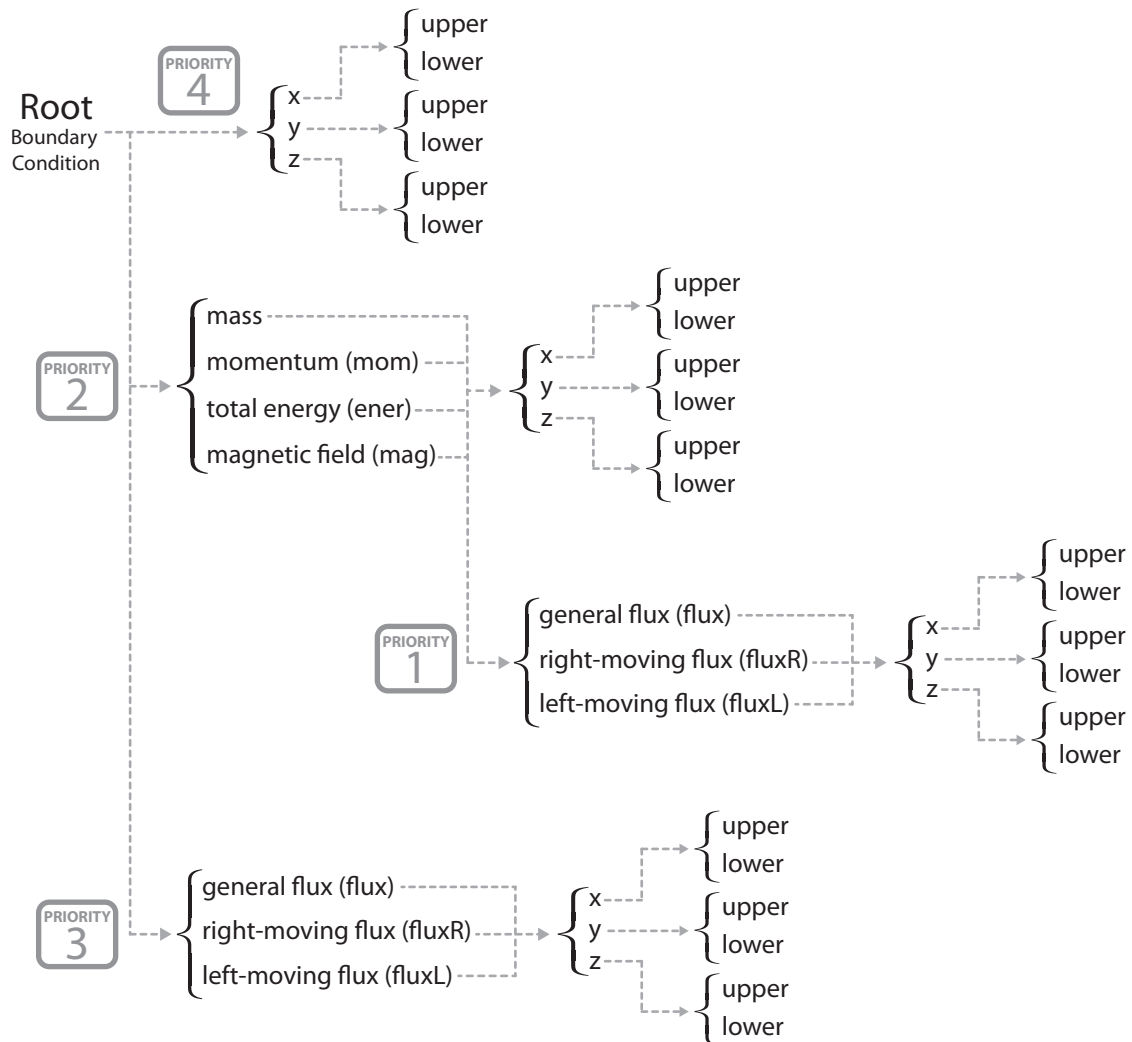 upper
lower
PRIORITY
4
Root
Boundary
Condition
x
y
z
upper
lower
upper
lower
PRIORITY
2
mass
momentum (mom)
total energy (ener)
magnetic field (mag)
x
y
z
upper
lower
upper
lower
upper
lower
PRIORITY
1
general flux (flux)
right-moving flux (fluxR)
left-moving flux (fluxL)
x
y
z
upper
lower
upper
lower
upper
lower
PRIORITY
3
general flux (flux)
right-moving flux (fluxR)
left-moving flux (fluxL)
x
y
z
upper
lower
upper
lower
upper
lower